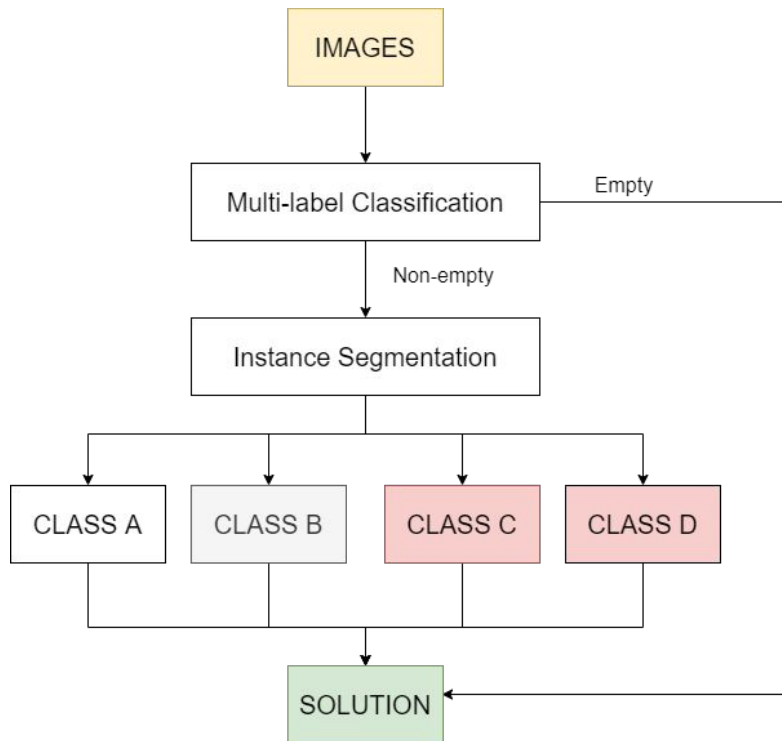 IMAGES
Multi-label Classification
Empty
Non-empty
Instance Segmentation
CLASS A
CLASS B
CLASS C
CLASS D
SOLUTION